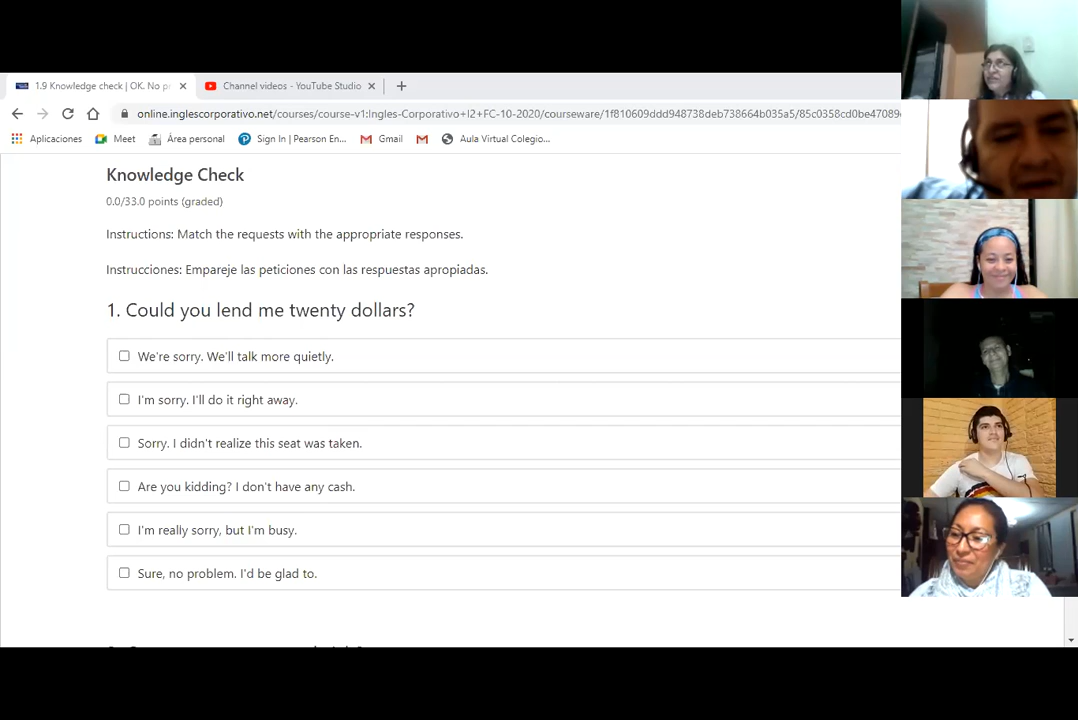 1.9 Knowledge check | OK. No pr
Channel videos - YouTube Studio
online.inglescorporativo.net/courses/course-v1:Ingles-Corporativo+I2+FC-10-2020/courseware/1f810609ddd948738deb738664b035a5/85c0358cd0be47089
Aplicaciones
Meet
Área personal
Sign In | Pearson En...
Gmail
Aula Virtual Colegio...
Knowledge Check
0.0/33.0 points (graded)
Instructions: Match the requests with the appropriate responses.
Instrucciones: Empareje las peticiones con las respuestas apropiadas.
1. Could you lend me twenty dollars?
We're sorry. We'll talk more quietly.
I'm sorry. I'll do it right away.
Sorry. I didn't realize this seat was taken.
Are you kidding? I don't have any cash.
I'm really sorry, but I'm busy.
Sure, no problem. I'd be glad to.